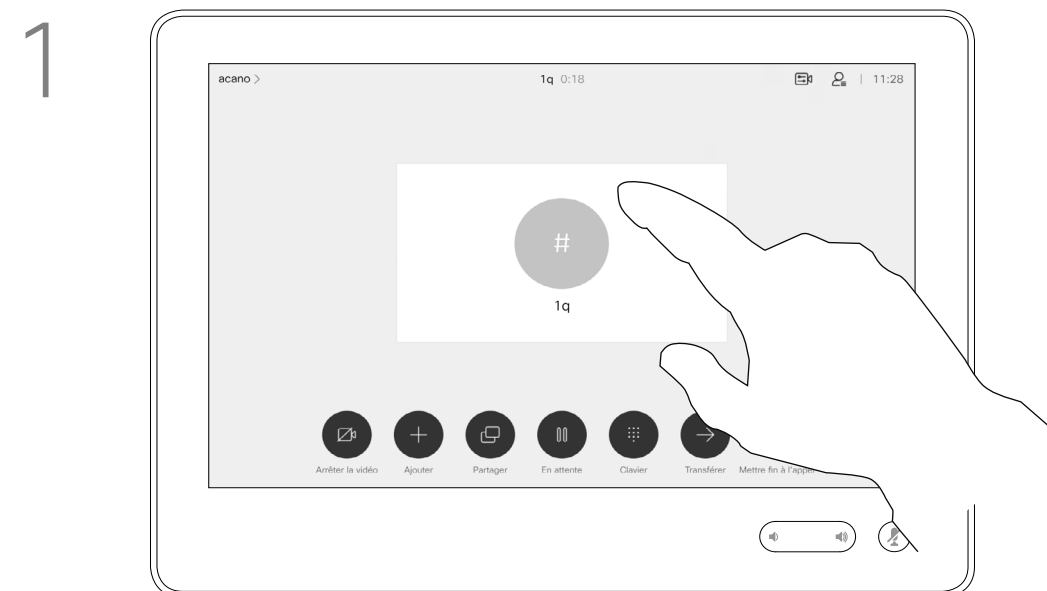 1
acano >
1q 0:18
11:28
#
1q
Arrêter la vidéo
Ajouter
Partager
En attente
Clavier
Transférer
Mettre fin à l'appel